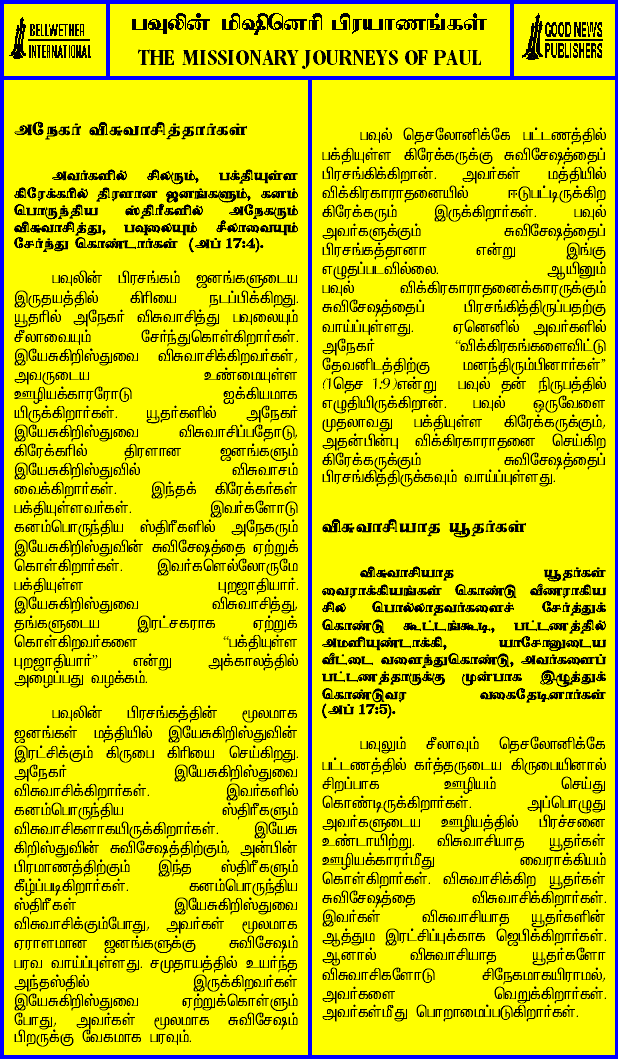 BELLWETHER
INTERNATIONAL
பவுலின் மிஷினெரி பிரயாணங்கள்
THE MISSIONARY JOURNEYS OF PAUL
GOOD NEWS
PUBLISHERS
அநேகர் விசுவாசித்தார்கள்
அவர்களில் சிலரும், பக்தியுள்ள
கிரேக்கரில் திரளான ஜனங்களும், கனம்
பொருந்திய ஸ்திரீகளில் அநேகரும்
விசுவாசித்து, பவுலையும் சீலாவையும்
சேர்ந்து கொண்டார்கள் (அப் 17:4).
பவுலின் பிரசங்கம் ஜனங்களுடைய
இருதயத்தில் கிரியை நடப்பிக்கிறது.
யூதரில் அநேகர் விசுவாசித்து பவுலையும்
சீலாவையும் சேர்ந்துகொள்கிறார்கள்.
இயேசுகிறிஸ்துவை விசுவாசிக்கிறவர்கள்,
அவருடைய உண்மையுள்ள
ஊழியக்காரரோடு ஐக்கியமாக
யிருக்கிறார்கள். யூதர்களில் அநேகர்
இயேசுகிறிஸ்துவை விசுவாசிப்பதோடு,
கிரேக்கரில் திரளான ஜனங்களும்
இயேசுகிறிஸ்துவில் விசுவாசம்
வைக்கிறார்கள். இந்தக் கிரேக்கர்கள்
பக்தியுள்ளவர்கள். இவர்களோடு
கனம்பொருந்திய ஸ்திரீகளில் அநேகரும்
இயேசுகிறிஸ்துவின் சுவிசேஷத்தை ஏற்றுக்
கொள்கிறார்கள். இவர்களெல்லோருமே
பக்தியுள்ள புறஜாதியார்.
இயேசுகிறிஸ்துவை விசுவாசித்து,
தங்களுடைய இரட்சகராக ஏற்றுக்
கொள்கிறவர்களை “பக்தியுள்ள
புறஜாதியார்” என்று அக்காலத்தில்
அழைப்பது வழக்கம்.
பவுலின் பிரசங்கத்தின் மூலமாக
ஜனங்கள் மத்தியில் இயேசுகிறிஸ்துவின்
இரட்சிக்கும் கிருபை கிரியை செய்கிறது.
அநேகர் இயேசுகிறிஸ்துவை
விசுவாசிக்கிறார்கள். இவர்களில்
கனம்பொருந்திய ஸ்திரீகளும்
விசுவாசிகளாகயிருக்கிறார்கள். இயேசு
கிறிஸ்துவின் சுவிசேஷத்திற்கும், அன்பின்
பிரமாணத்திற்கும் இந்த ஸ்திரீகளும்
கீழ்ப்படிகிறார்கள். கனம்பொருந்திய
ஸ்திரீகள் இயேசுகிறிஸ்துவை
விசுவாசிக்கும்போது, அவர்கள் மூலமாக
ஏராளமான ஜனங்களுக்கு சுவிசேஷம்
பரவ வாய்ப்புள்ளது. சமுதாயத்தில் உயர்ந்த
அந்தஸ்தில் இருக்கிறவர்கள்
இயேசுகிறிஸ்துவை ஏற்றுக்கொள்ளும்
போது, அவர்கள் மூலமாக சுவிசேஷம்
பிறருக்கு வேகமாக பரவும்.
பவுல் தெசலோனிக்கே பட்டணத்தில்
பக்தியுள்ள கிரேக்கருக்கு சுவிசேஷத்தைப்
பிரசங்கிக்கிறான். அவர்கள் மத்தியில்
விக்கிரகாராதனையில் ஈடுபட்டிருக்கிற
கிரேக்கரும் இருக்கிறார்கள். பவுல்
அவர்களுக்கும் சுவிசேஷத்தைப்
பிரசங்கத்தானா என்று இங்கு
எழுதப்படவில்லை. ஆயினும்
பவுல் விக்கிரகாராதனைக்காரருக்கும்
சுவிசேஷத்தைப் பிரசங்கித்திருப்பதற்கு
வாய்ப்புள்ளது. ஏனெனில் அவர்களில்
அநேகர் “விக்கிரகங்களைவிட்டு
தேவனிடத்திற்கு மனந்திரும்பினார்கள்”
(1தெச 1:9)என்று பவுல் தன் நிருபத்தில்
எழுதியிருக்கிறான். பவுல் ஒருவேளை
முதலாவது பக்தியுள்ள கிரேக்கருக்கும்,
அதன்பின்பு விக்கிரகாராதனை செய்கிற
கிரேக்கருக்கும் சுவிசேஷத்தைப்
பிரசங்கித்திருக்கவும் வாய்ப்புள்ளது.
விசுவாசியாத யூதர்கள்
விசுவாசியாத யூதர்கள்
வைராக்கியங்கள் கொண்டு வீணராகிய
சில பொல்லாதவர்களைச் சேர்த்துக்
கொண்டு கூட்டங்கூடி, பட்டணத்தில்
அமளியுண்டாக்கி, யாசோனுடைய
வீட்டை வளைந்துகொண்டு, அவர்களைப்
பட்டணத்தாருக்கு முன்பாக இழுத்துக்
கொண்டுவர வகைதேடினார்கள்
(அப் 17:5).
பவுலும் சீலாவும் தெசலோனிக்கே
பட்டணத்தில் கர்த்தருடைய கிருபையினால்
சிறப்பாக ஊழியம் செய்து
கொண்டிருக்கிறார்கள். அப்பொழுது
அவர்களுடைய ஊழியத்தில் பிரச்சனை
உண்டாயிற்று. விசுவாசியாத யூதர்கள்
ஊழியக்காரர்மீது வைராக்கியம்
கொள்கிறார்கள். விசுவாசிக்கிற யூதர்கள்
சுவிசேஷத்தை விசுவாசிக்கிறார்கள்.
இவர்கள் விசுவாசியாத யூதர்களின்
ஆத்தும இரட்சிப்புக்காக ஜெபிக்கிறார்கள்.
ஆனால் விசுவாசியாத யூதர்களோ
விசுவாசிகளோடு சிநேகமாகயிராமல்,
அவர்களை வெறுக்கிறார்கள்.
அவர்கள்மீது பொறாமைப்படுகிறார்கள்.